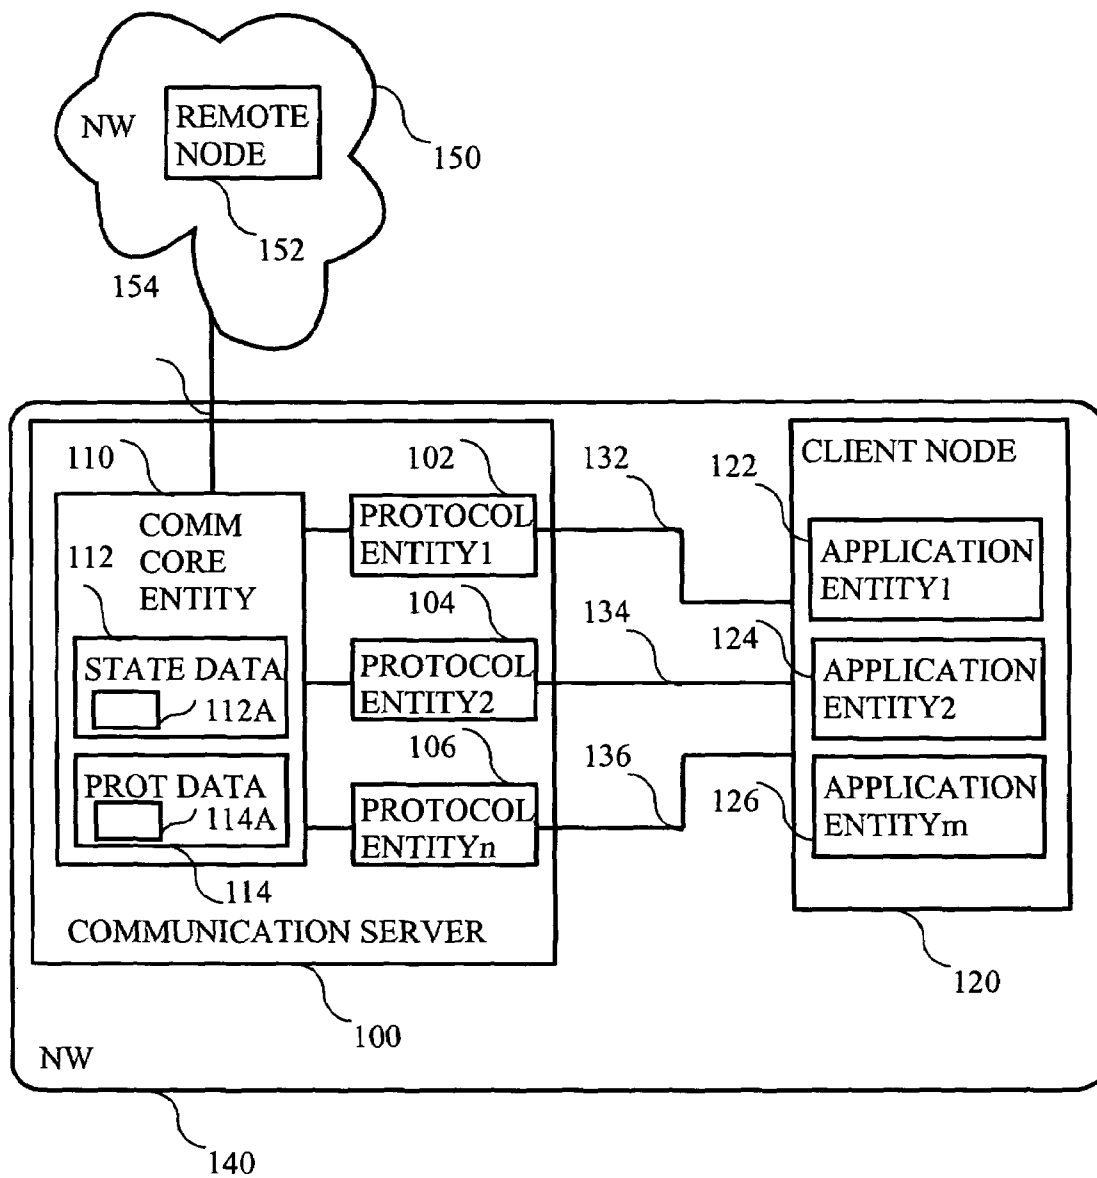 NW
REMOTE
NODE
150
152
154
110
102
132
122
CLIENT NODE
COMM
CORE
ENTITY
PROTOCOL
ENTITY1
APPLICATION
ENTITY1
112
104
134
124
STATE DATA
112A
PROTOCOL
ENTITY2
APPLICATION
ENTITY2
106
136
126
PROT DATA
114A
PROTOCOL
ENTITYn
APPLICATION
ENTITYm
114
COMMUNICATION SERVER
120
100
NW
140